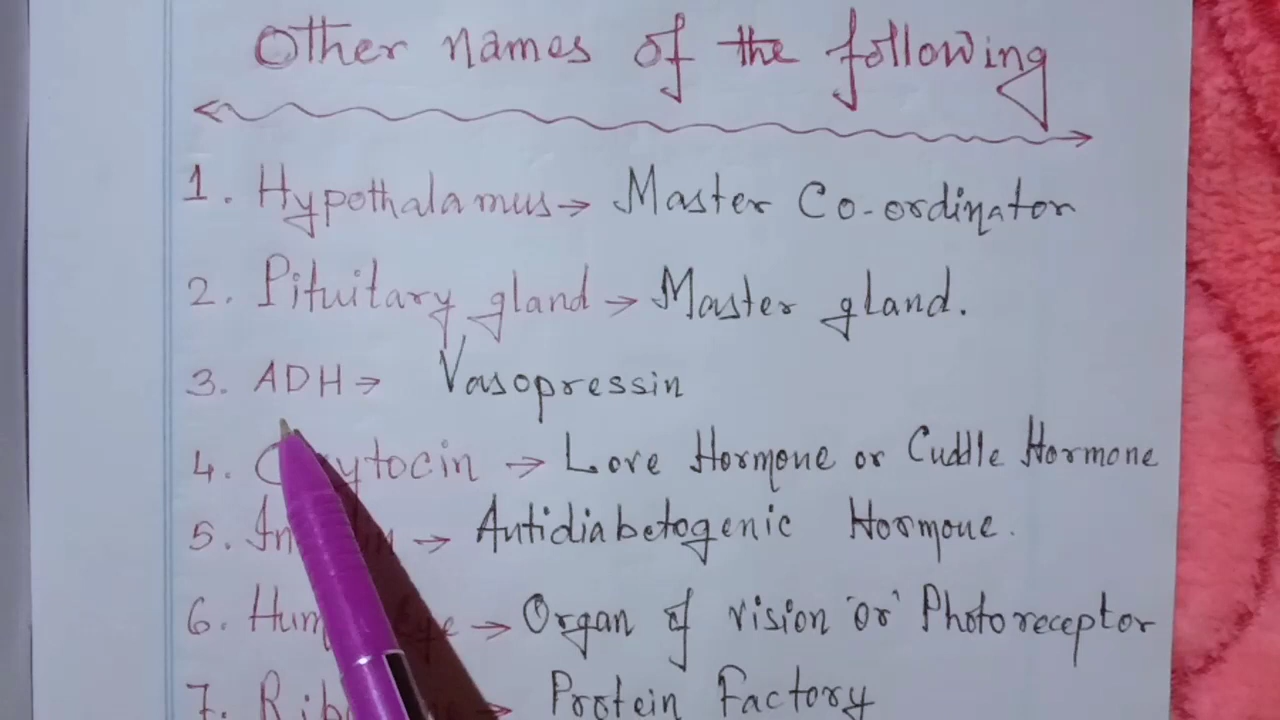 Other names of the following
1. Hypothalamus → Master Co-ordinator
2. Pituitary gland → Master gland.
3. ADH → Vasopressin
4. Oxytocin → Love Hormone or Cuddle Hormone
5. → Antidiabetogenic Hormone.
6. → Organ of vision 'or' Photoreceptor
7. Protein Factory